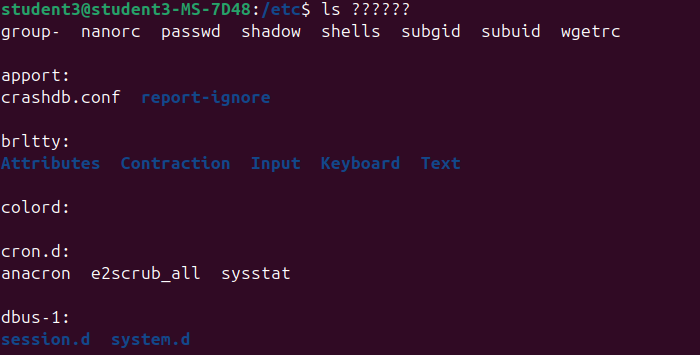 student3@student3-MS-7D48:/etc$ ls ??????
group-  nanorc  passwd  shadow  shells  subgid  subuid  wgetrc
apport:
crashdb.conf  report-ignore
brltty:
Attributes  Contraction  Input  Keyboard  Text
colord:
cron.d:
anacron  e2scrub_all  sysstat
dbus-1:
session.d  system.d